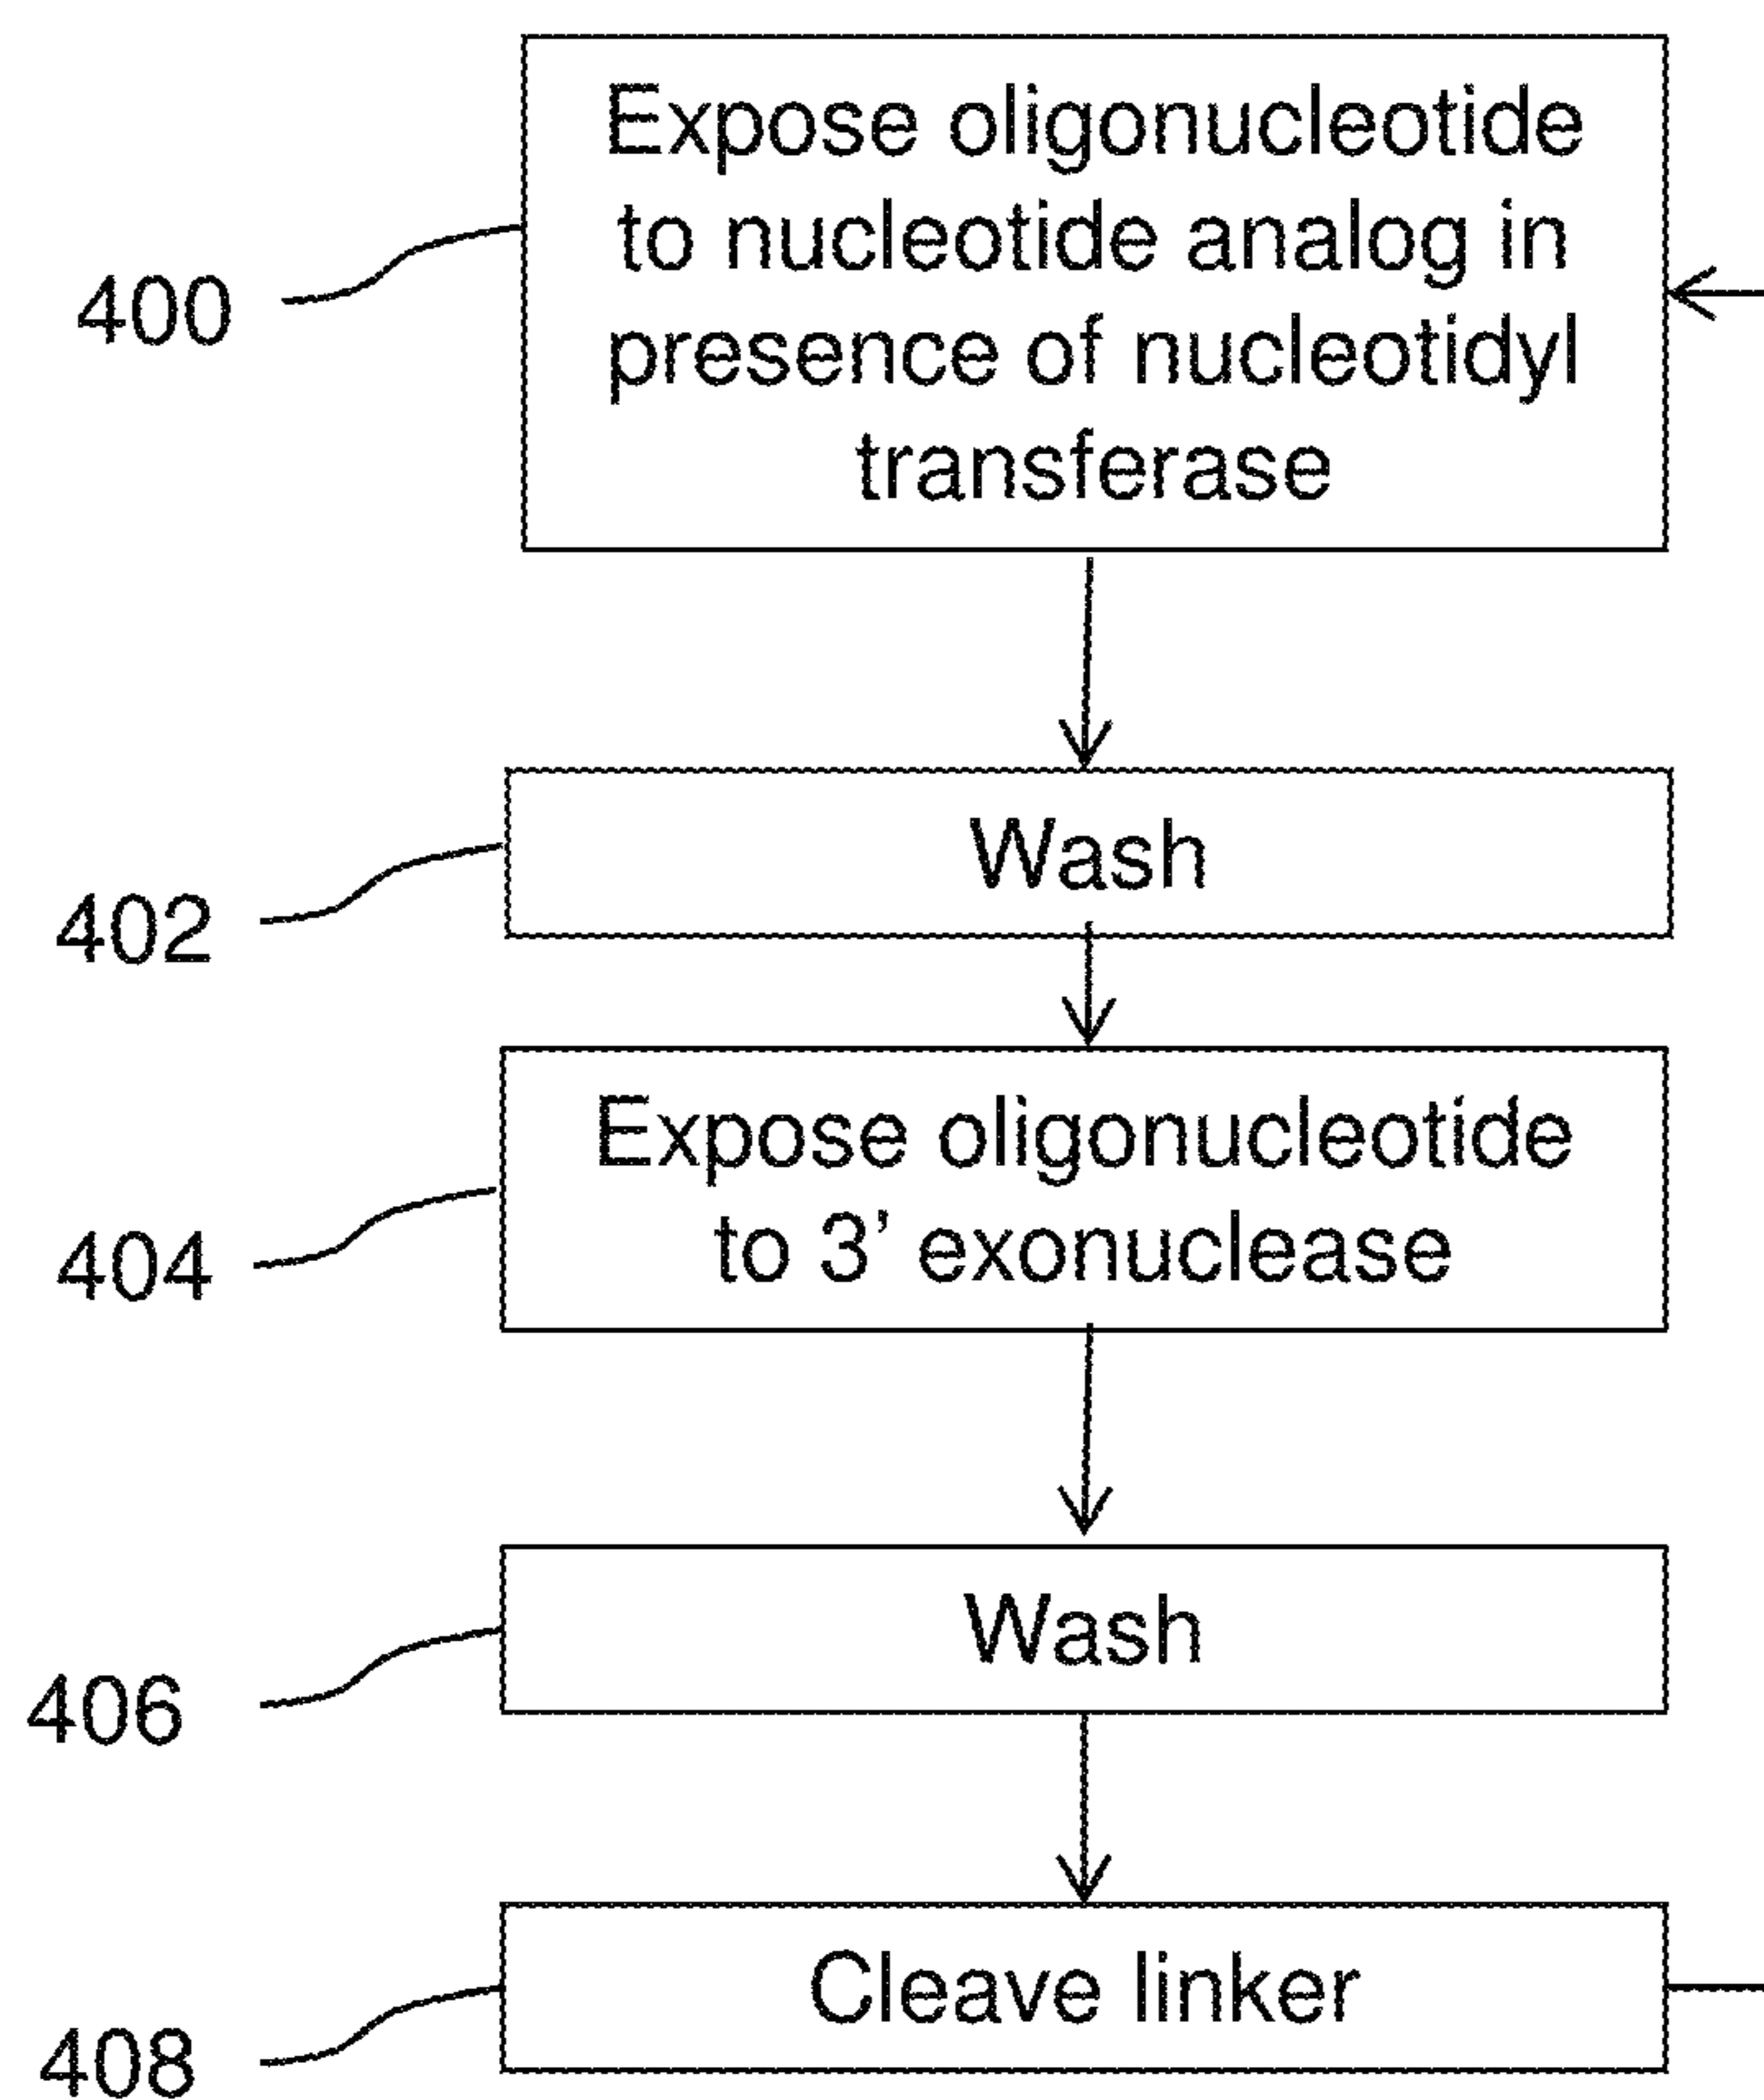 Expose oligonucleotide
to nucleotide analog in
presence of nucleotidyl
transferase
400
Wash
402
Expose oligonucleotide
to 3’ exonuclease
404
Wash
406
Cleave linker
408